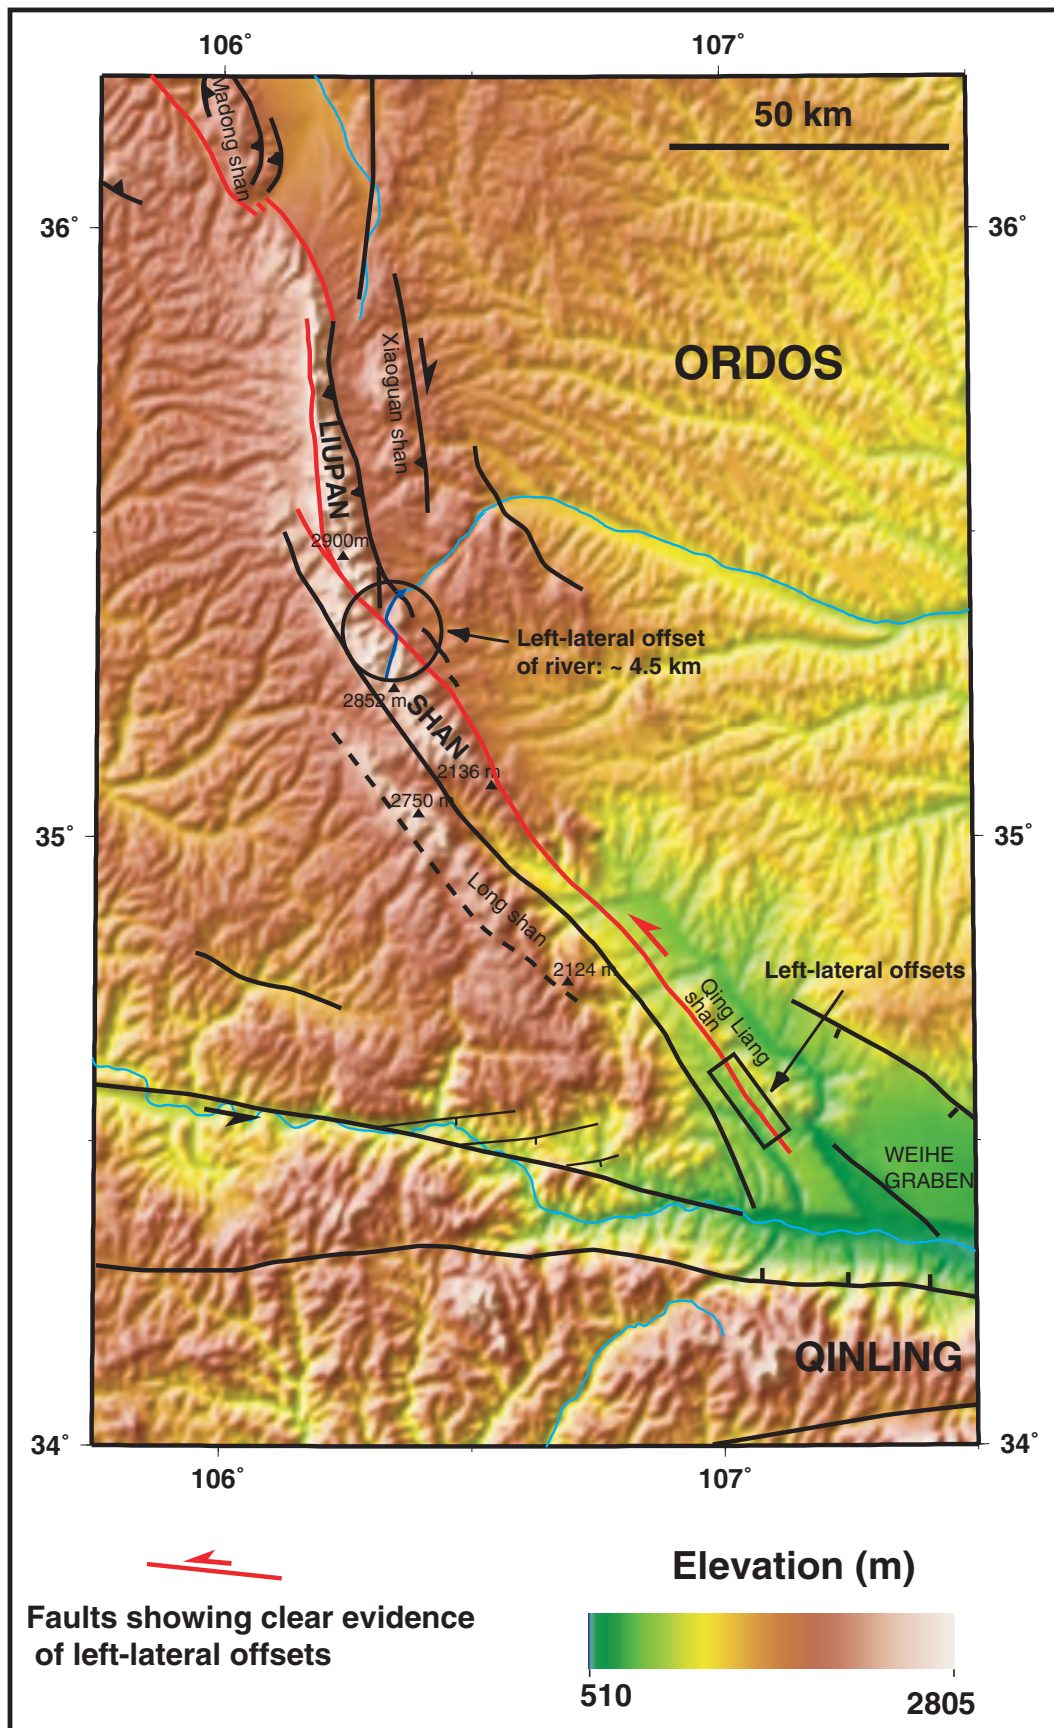 106°
107°
50 km
Madong shan
36°
36°
ORDOS
Xiaoguan shan
LIUPAN
2900m
Left-lateral offset
of river: ~ 4.5 km
2852 m
SHAN
2136 m
2750 m
35°
35°
Long shan
2124 m
Left-lateral offsets
Qing Liang
shan
WEIHE
GRABEN
QINLING
34°
34°
106°
107°
Elevation (m)
Faults showing clear evidence
of left-lateral offsets
510
2805